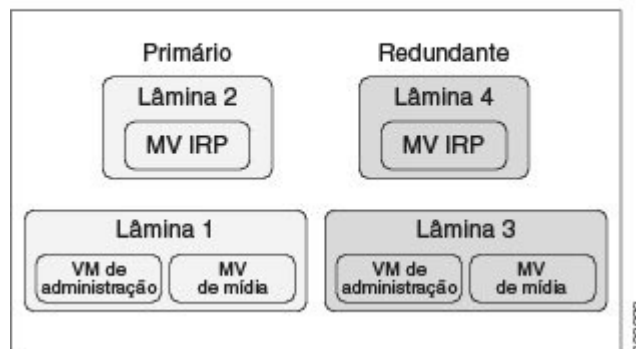 Primário
Redundante
Lâmina 2
MV IRP
Lâmina 4
MV IRP
Lâmina 1
VM de
administração
MV
de mídia
Lâmina 3
VM de
administração
MV
de mídia